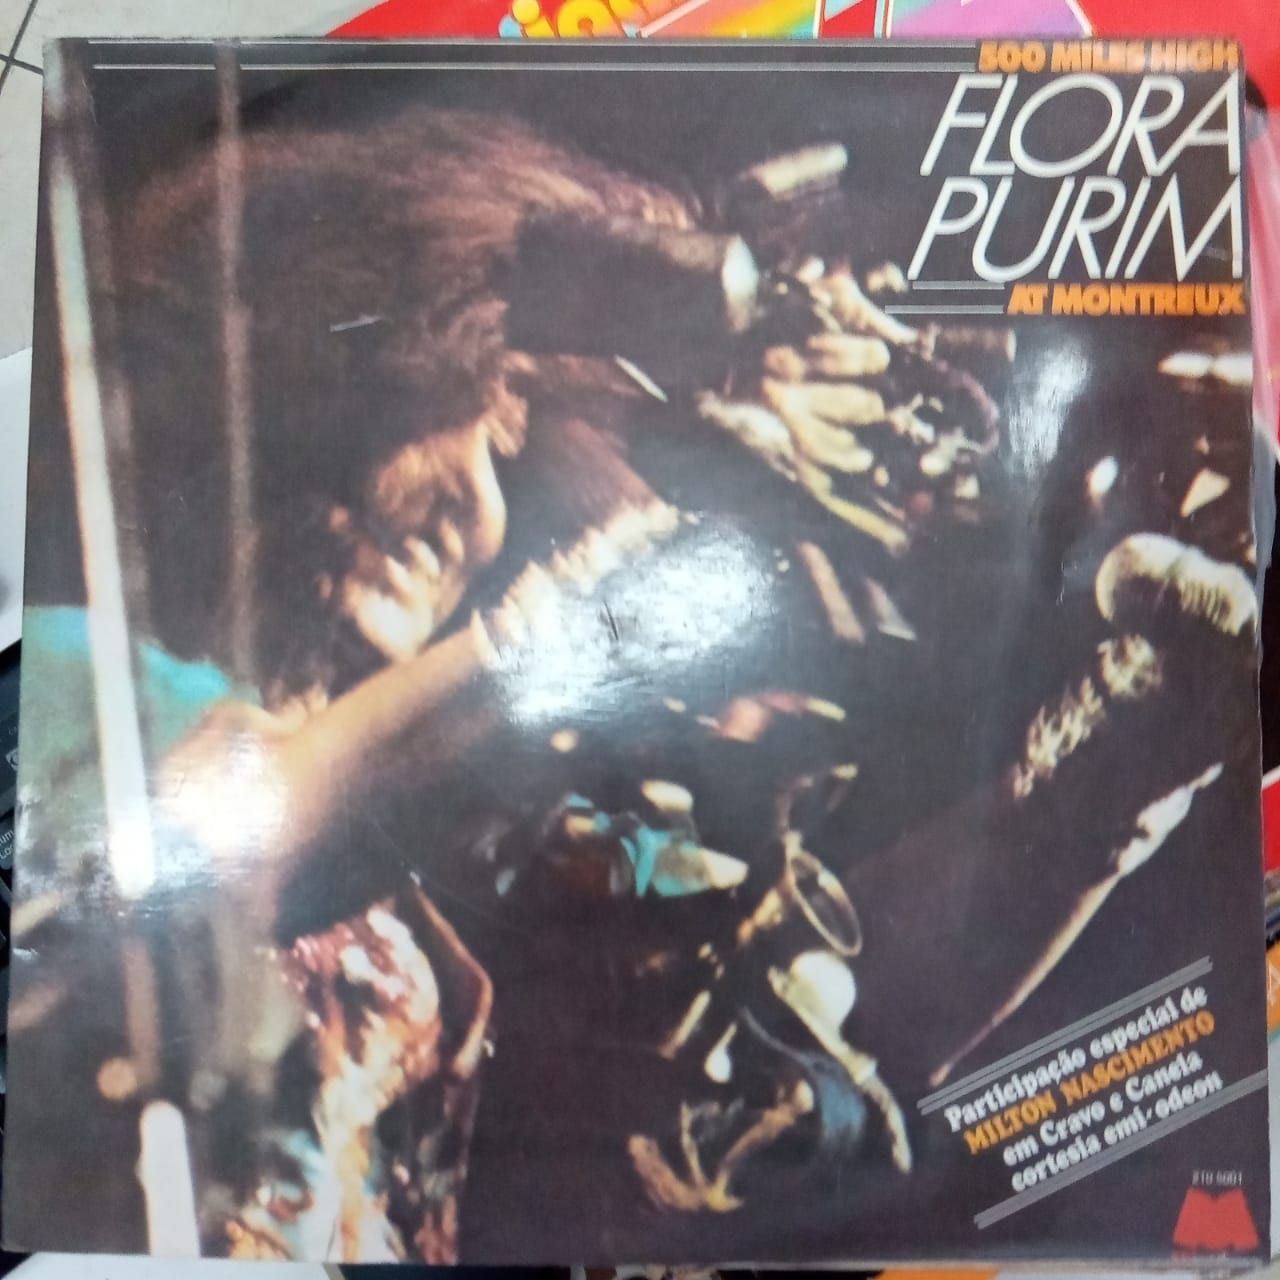 500 MILES HIGH
FLORA
PURIM
AT MONTREUX
Participação especial de
MILTON NASCIMENTO
em Cravo e Canela
cortesia emi·odeon